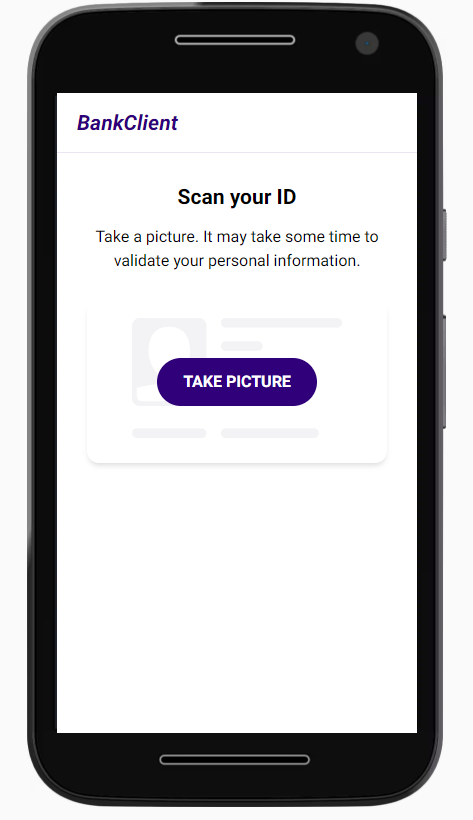 BankClient
Scan your ID
Take a picture. It may take some time to
validate your personal information.
TAKE PICTURE